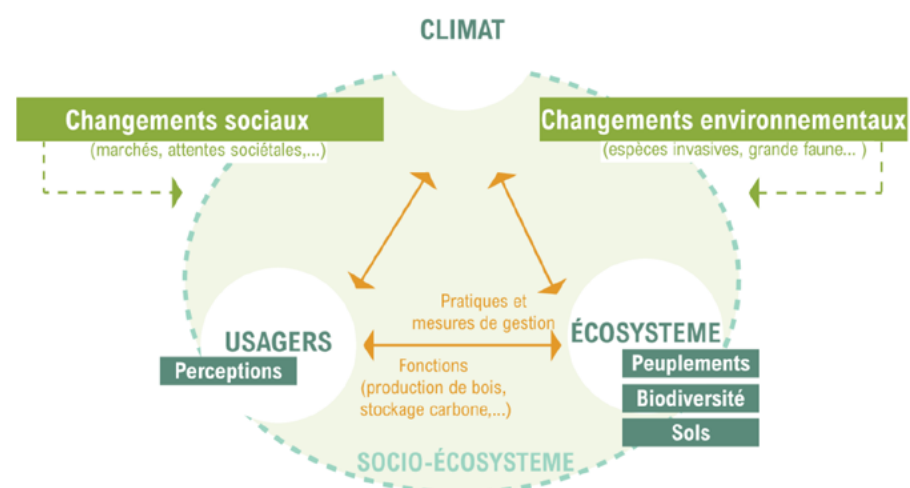 CLIMAT
Changements sociaux
(marchés, attentes sociétales,...)
Changements environnementaux
(espèces invasives, grande faune... )
Pratiques et
mesures de gestion
USAGERS
Perceptions
ÉCOSYSTEME
Peuplements
Biodiversité
Sols
Fonctions
(production de bois,
stockage carbone,...)
SOCIO-ÉCOSYSTEME